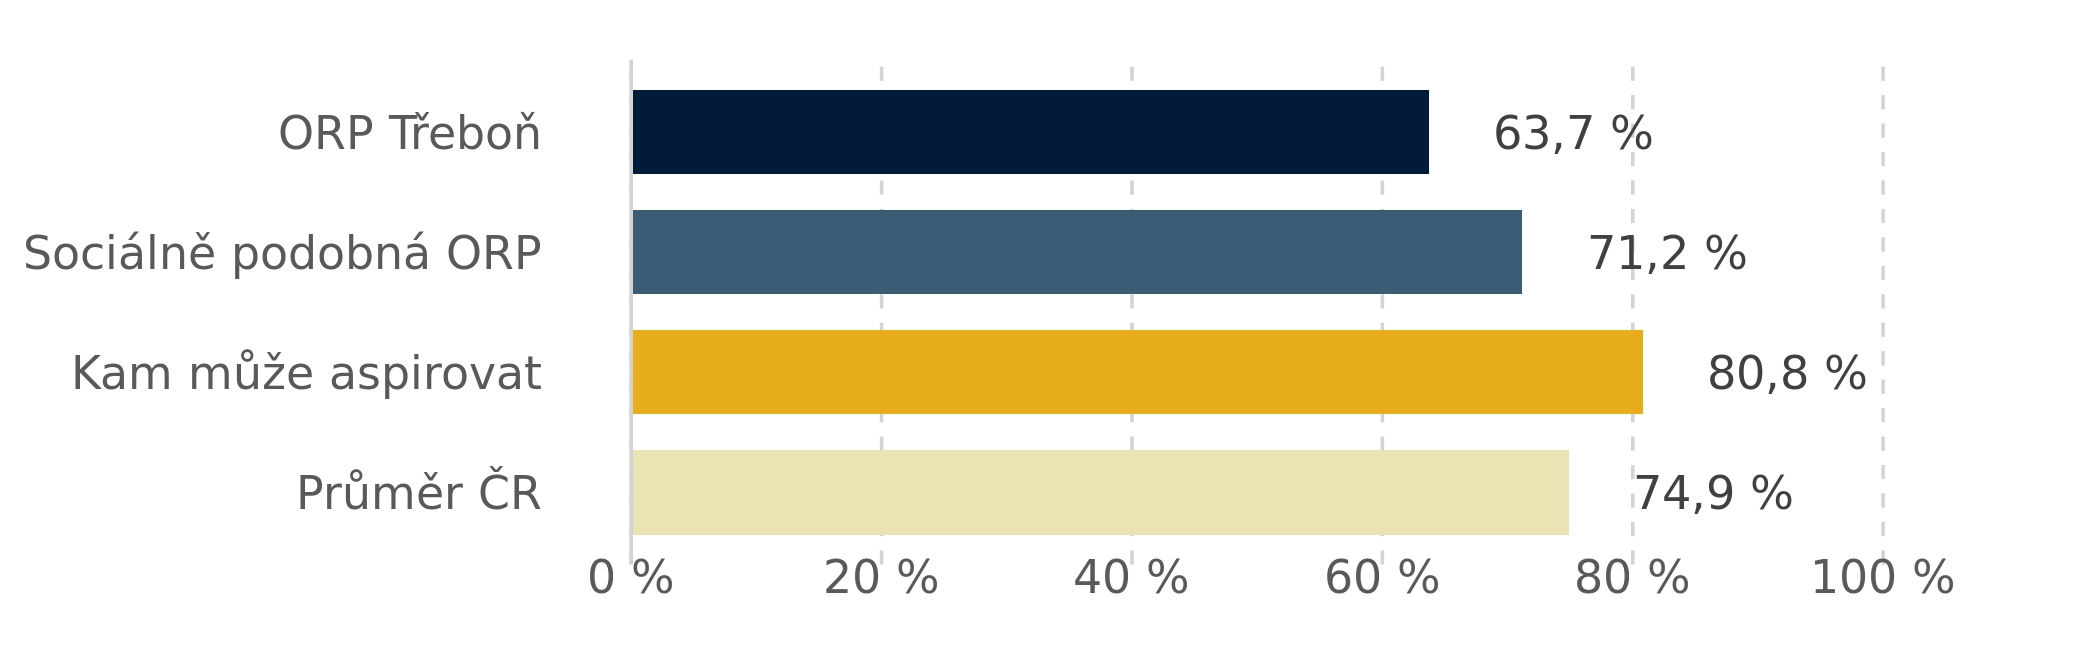 ORP Třeboň 63,7 %
Sociálně podobná ORP 71,2 %
Kam může aspirovat 80,8 %
Průměr ČR 74,9 %
0 % 20 % 40 % 60 % 80 % 100 %